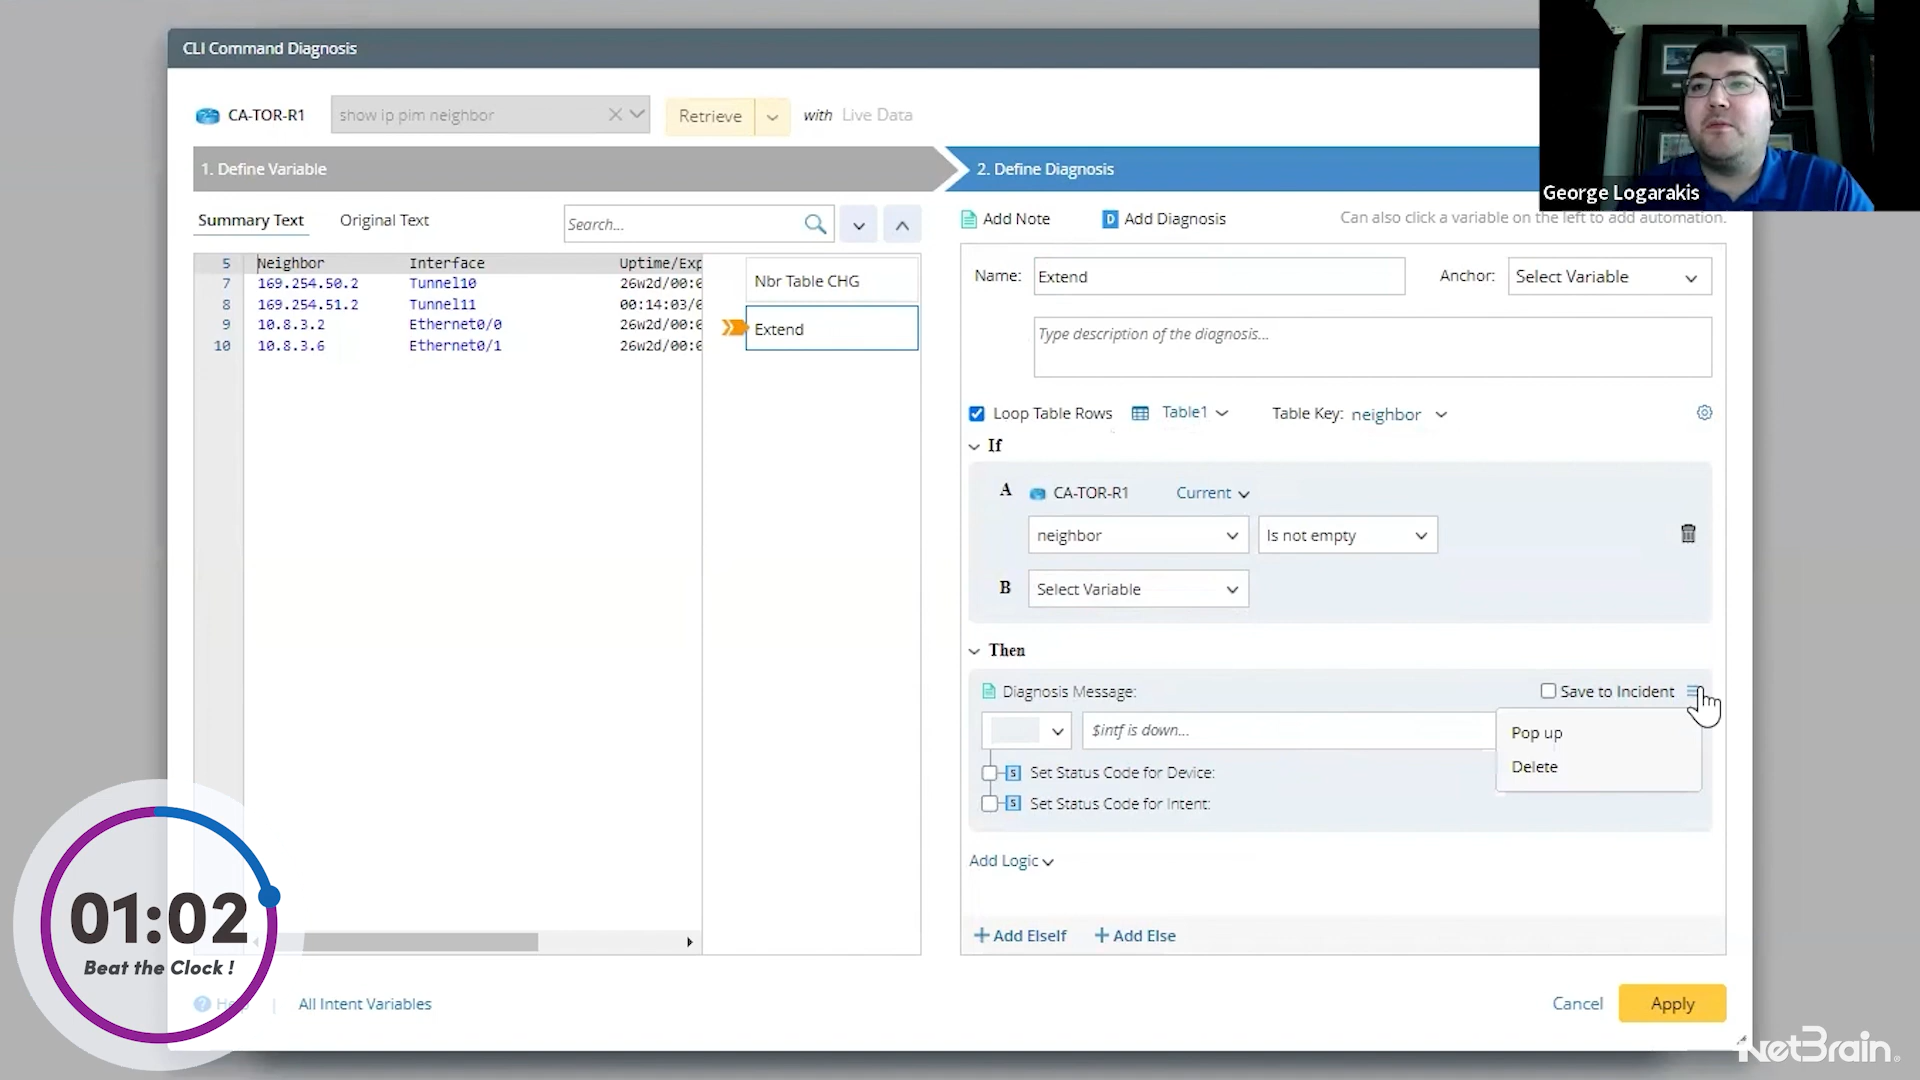 CLI Command Diagnosis
CA-TOR-R1
show ip pim neighbor
Retrieve
with Live Data
1. Define Variable
2. Define Diagnosis
George Logarakis
Summary Text
Original Text
Search...
Add Note
Add Diagnosis
Can also click a variable on the left to add automation.
5 Neighbor Interface Uptime/Exp
7 169.254.50.2 Tunnel10 26w2d/00:0
8 169.254.51.2 Tunnel11 00:14:03/0
9 10.8.3.2 Ethernet0/0 26w2d/00:0
10 10.8.3.6 Ethernet0/1 26w2d/00:0
Nbr Table CHG
Extend
Name: Extend
Anchor: Select Variable
Type description of the diagnosis...
Loop Table Rows Table1 Table Key: neighbor
If
A CA-TOR-R1 Current
neighbor Is not empty
B Select Variable
Then
Diagnosis Message: Save to Incident
$intf is down...
Pop up
Delete
S Set Status Code for Device:
S Set Status Code for Intent:
Add Logic
+ Add ElseIf + Add Else
01:02
Beat the Clock !
All Intent Variables
Cancel
Apply
NetBrain